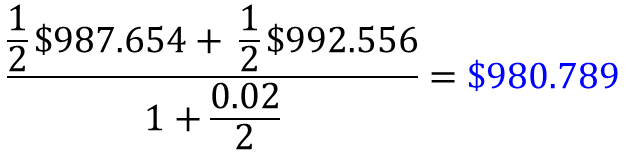 1/2 $987.654 + 1/2 $992.556 = $980.789
1 + 0.02/2